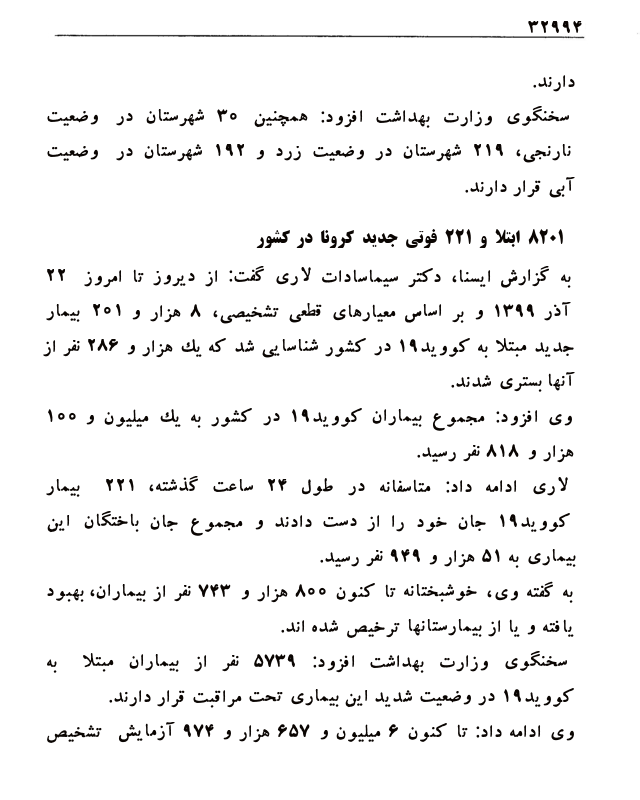 ۳۲۹۹۴
دارند.
سخنگوی وزارت بهداشت افزود: همچنین ۳۰ شهرستان در وضعیت
نارنجی، ۲۱۹ شهرستان در وضعیت زرد و ۱۹۲ شهرستان در وضعیت
آبی قرار دارند.
۸۲۰۱ ابتلا و ۲۲۱ فوتی جدید کرونا در کشور
به گزارش ایسنا، دکتر سیماسادات لاری گفت: از دیروز تا امروز ۲۲
آذر ۱۳۹۹ و بر اساس معیارهای قطعی تشخیصی، ۸ هزار و ۲۰۱ بیمار
جدید مبتلا به کووید۱۹ در کشور شناسایی شد که یك هزار و ۲۸۶ نفر از
آنها بستری شدند.
وی افزود: مجموع بیماران کووید۱۹ در کشور به یك میلیون و ۱۰۰
هزار و ۸۱۸ نفر رسید.
لاری ادامه داد: متاسفانه در طول ۲۴ ساعت گذشته، ۲۲۱ بیمار
کووید۱۹ جان خود را از دست دادند و مجموع جان باختگان این
بیماری به ۵۱ هزار و ۹۴۹ نفر رسید.
به گفته وی، خوشبختانه تا کنون ۸۰۰ هزار و ۷۴۳ نفر از بیماران، بهبود
یافته و یا از بیمارستانها ترخیص شده اند.
سخنگوی وزارت بهداشت افزود: ۵۷۳۹ نفر از بیماران مبتلا به
کووید۱۹ در وضعیت شدید این بیماری تحت مراقبت قرار دارند.
وی ادامه داد: تا کنون ۶ میلیون و ۶۵۷ هزار و ۹۷۴ آزمایش تشخیص